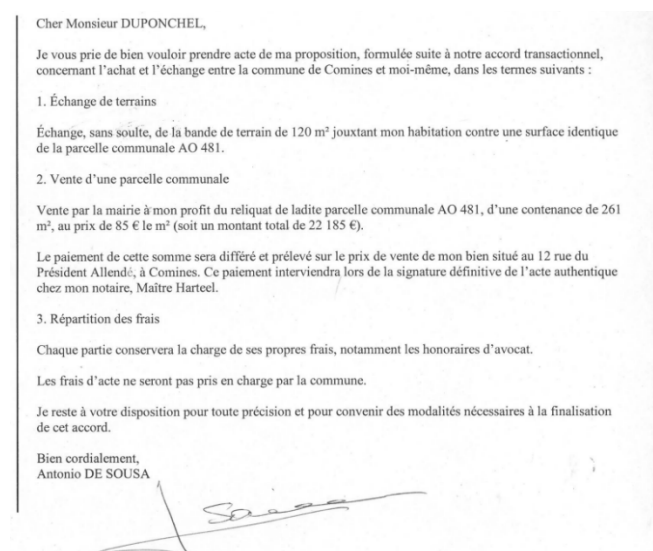 Cher Monsieur DUPONCHEL,
Je vous prie de bien vouloir prendre acte de ma proposition, formulée suite à notre accord transactionnel,
concernant l'achat et l'échange entre la commune de Comines et moi-même, dans les termes suivants :
1. Échange de terrains
Échange, sans soulte, de la bande de terrain de 120 m² jouxtant mon habitation contre une surface identique
de la parcelle communale AO 481.
2. Vente d'une parcelle communale
Vente par la mairie à mon profit du reliquat de ladite parcelle communale AO 481, d'une contenance de 261
m², au prix de 85 € le m² (soit un montant total de 22 185 €).
Le paiement de cette somme sera différé et prélevé sur le prix de vente de mon bien situé au 12 rue du
Président Allendé, à Comines. Ce paiement interviendra lors de la signature définitive de l'acte authentique
chez mon notaire, Maître Harteel.
3. Répartition des frais
Chaque partie conservera la charge de ses propres frais, notamment les honoraires d'avocat.
Les frais d'acte ne seront pas pris en charge par la commune.
Je reste à votre disposition pour toute précision et pour convenir des modalités nécessaires à la finalisation
de cet accord.
Bien cordialement,
Antonio DE SOUSA